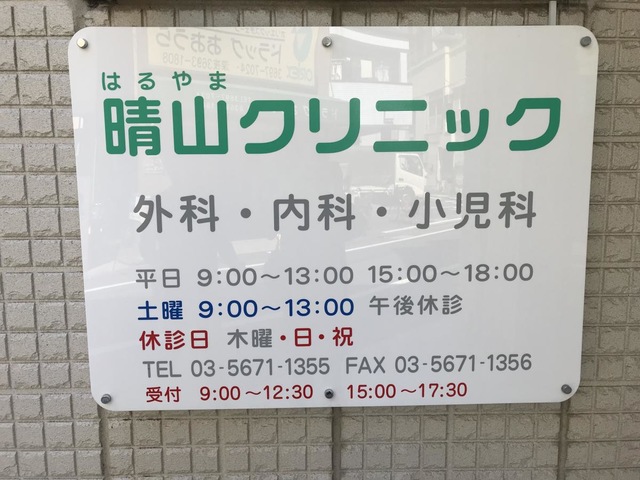 はるやま
晴山クリニック
外科・内科・小児科
平日 9:00〜13:00 15:00〜18:00
土曜 9:00〜13:00 午後休診
休診日 木曜・日・祝
TEL 03-5671-1355 FAX 03-5671-1356
受付 9:00〜12:30 15:00〜17:30